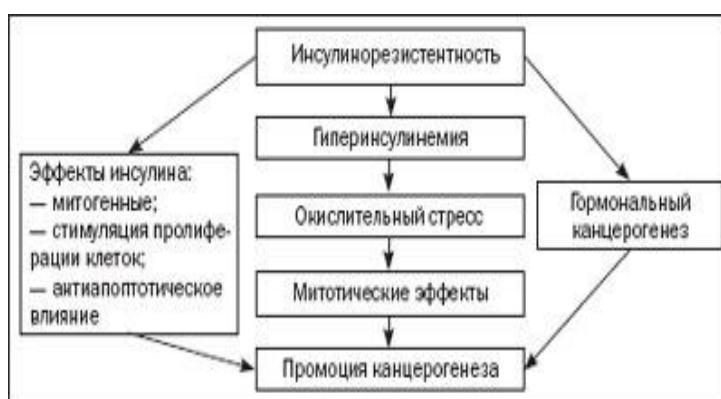 Инсулинорезистентность
Гиперинсулинемия
Эффекты инсулина:
— митогенные;
— стимуляция пролифе-
рации клеток;
— антиапоптотическое
влияние
Окислительный стресс
Гормональный
канцерогенез
Митотические эффекты
Промоция канцерогенеза